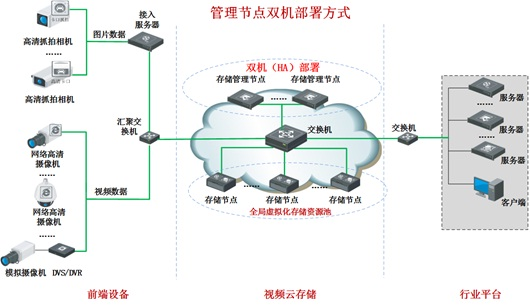 管理节点双机部署方式
接入
服务器
图片数据
高清抓拍相机
……
高清抓拍相机
汇聚交
换机
网络高清
摄像机
网络高清
摄像机
……
视频数据
模拟摄像机 DVS/DVR
双机（HA）部署
存储管理节点 存储管理节点
……
交换机
……
……
存储节点 存储节点 存储节点
全局虚拟化存储资源池
交换机
服务器
……
服务器
……
服务器
客户端
前端设备
视频云存储
行业平台